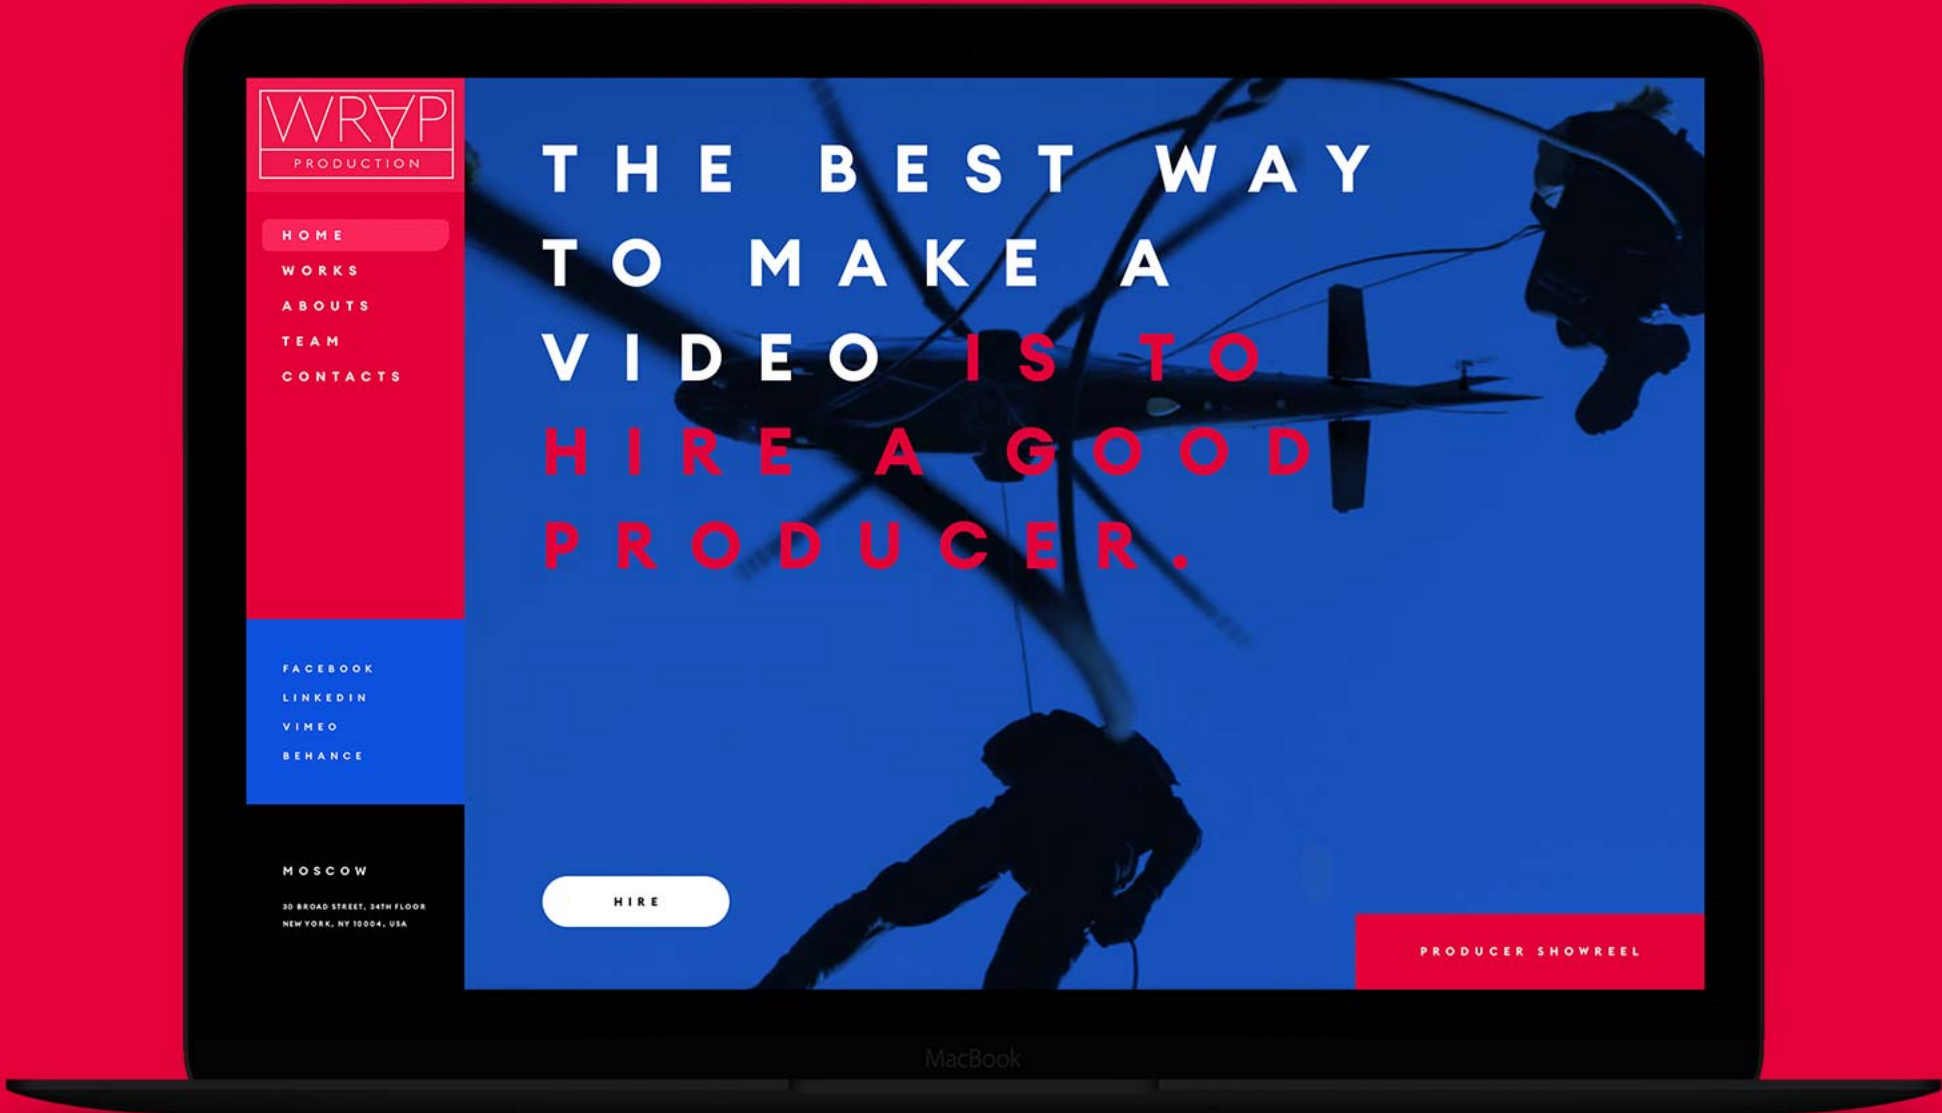 WRAP
PRODUCTION
HOME
WORKS
ABOUTS
TEAM
CONTACTS
FACEBOOK
LINKEDIN
VIMEO
BEHANCE
MOSCOW
30 BROAD STREET, 34TH FLOOR
NEW YORK, NY 10004, USA
THE BEST WAY
TO MAKE A
VIDEO IS TO
HIRE A GOOD
PRODUCER.
HIRE
PRODUCER SHOWREEL
MacBook